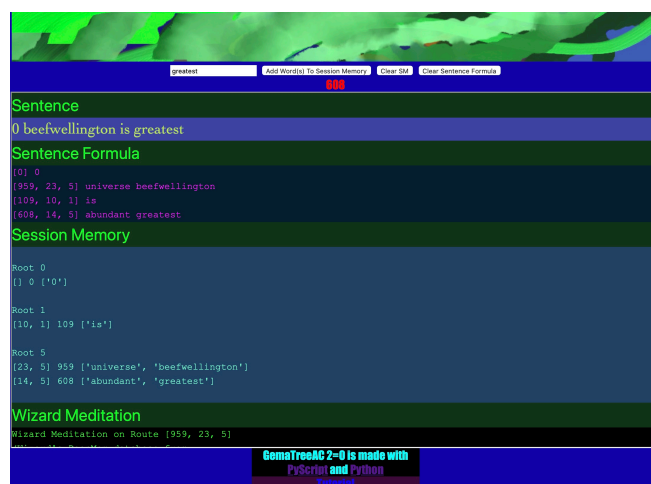 greatest Add Word(s) To Session Memory Clear SM Clear Sentence Formula
608
Sentence
0 beefwellington is greatest
Sentence Formula
[0] 0
[959, 23, 5] universe beefwellington
[109, 10, 1] is
[608, 14, 5] abundant greatest
Session Memory
Root 0
[] 0 ['0']
Root 1
[10, 1] 109 ['is']
Root 5
[23, 5] 959 ['universe', 'beefwellington']
[14, 5] 608 ['abundant', 'greatest']
Wizard Meditation
Wizard Meditation on Route [959, 23, 5]
GemaTreeAC 2=0 is made with
PyScript and Python